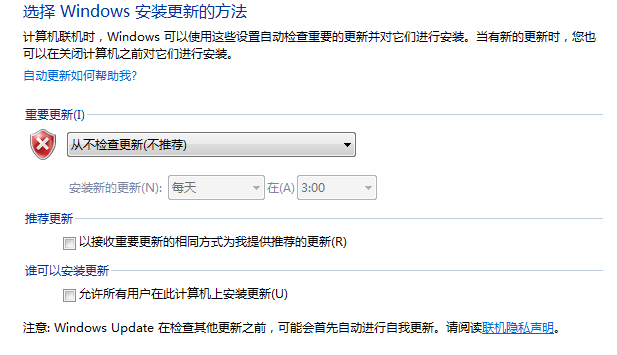 选择 Windows 安装更新的方法
计算机联机时，Windows 可以使用这些设置自动检查重要的更新并对它们进行安装。当有新的更新时，您也
可以在关闭计算机之前对它们进行安装。
自动更新如何帮助我?
重要更新(I)
从不检查更新(不推荐)
安装新的更新(N): 每天 在(A) 3:00
推荐更新
以接收重要更新的相同方式为我提供推荐的更新(R)
谁可以安装更新
允许所有用户在此计算机上安装更新(U)
注意: Windows Update 在检查其他更新之前，可能会首先自动进行自我更新。请阅读联机隐私声明。